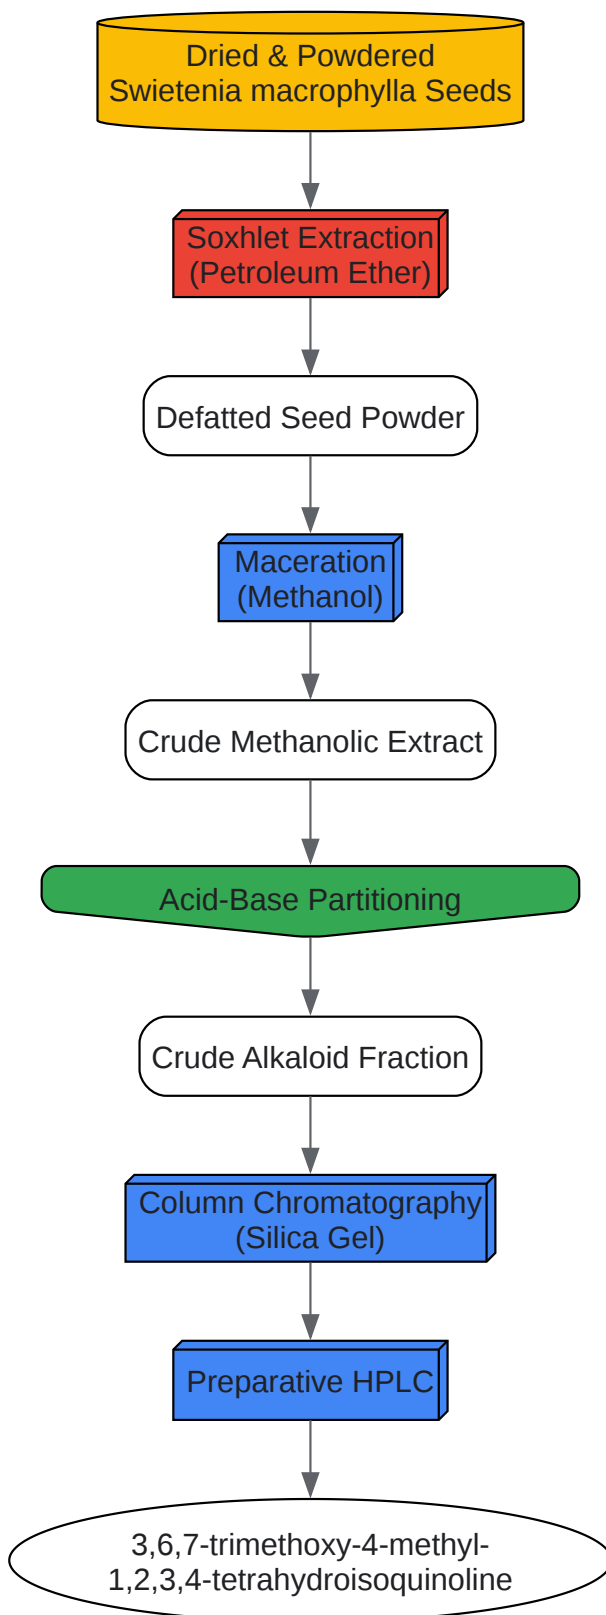 Dried & Powdered
Swietenia macrophylla Seeds
Soxhlet Extraction
(Petroleum Ether)
Defatted Seed Powder
Maceration
(Methanol)
Crude Methanolic Extract
Acid-Base Partitioning
Crude Alkaloid Fraction
Column Chromatography
(Silica Gel)
Preparative HPLC
3,6,7-trimethoxy-4-methyl-
1,2,3,4-tetrahydroisoquinoline